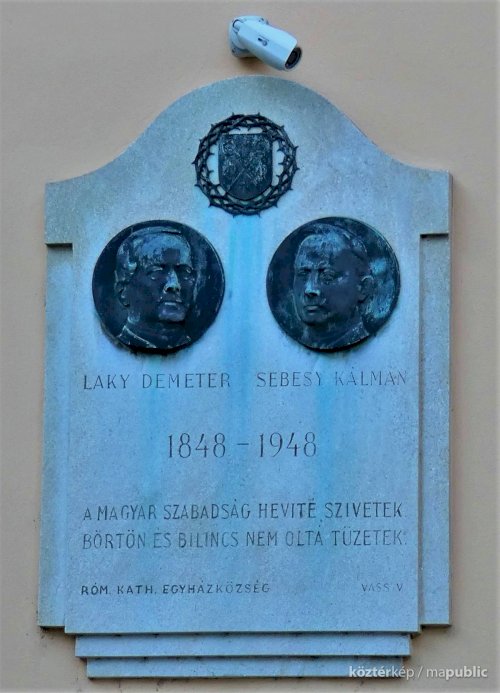 LAKY DEMETER SEBESY KÁLMÁN
1848 - 1948
A MAGYAR SZABADSÁG HEVITÉ SZIVETEK
BÖRTÖN ÉS BILINCS NEM OLTÁ TÜZETEK.
RÓM. KATH. EGYHÁZKÖZSÉG VASS V
köztérkép / mapublic